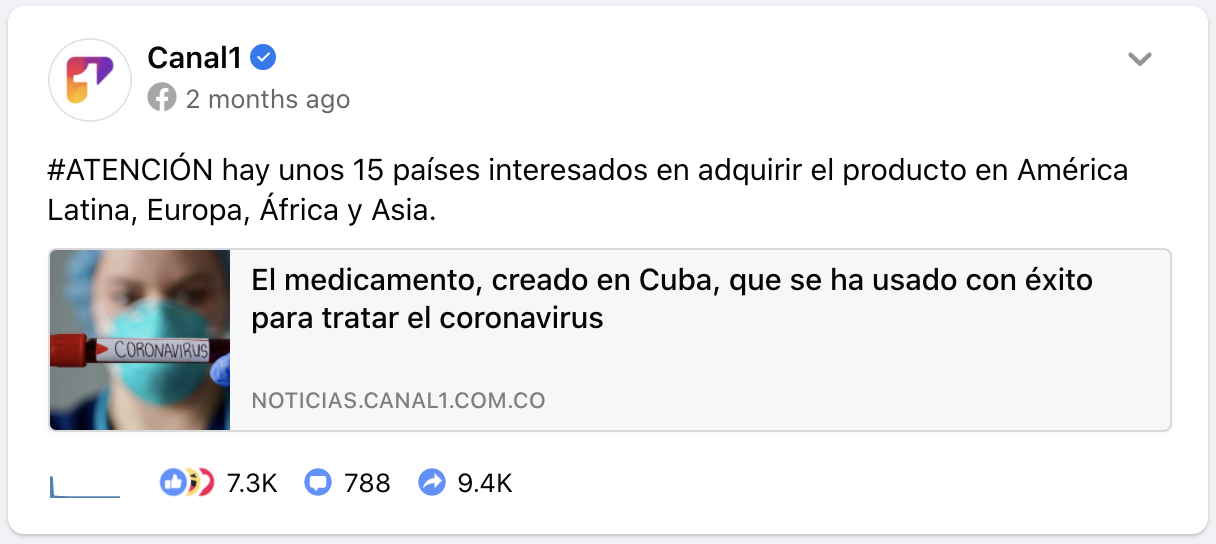 Canal1
2 months ago
#ATENCIÓN hay unos 15 países interesados en adquirir el producto en América
Latina, Europa, África y Asia.
El medicamento, creado en Cuba, que se ha usado con éxito
para tratar el coronavirus
CORONAVIRUS
NOTICIAS.CANAL1.COM.CO
7.3K 788 9.4K